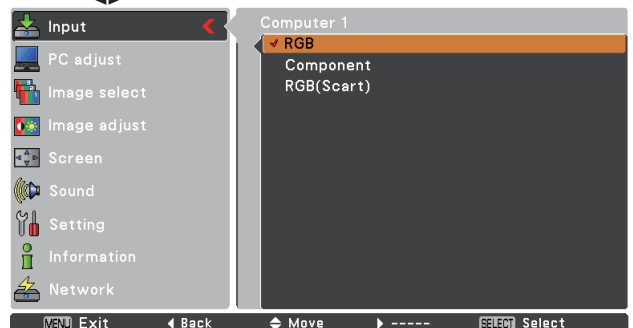 Input
PC adjust
Image select
Image adjust
Screen
Sound
Setting
Information
Network
Computer 1
RGB
Component
RGB(Scart)
MENU Exit Back Move ----- SELECT Select